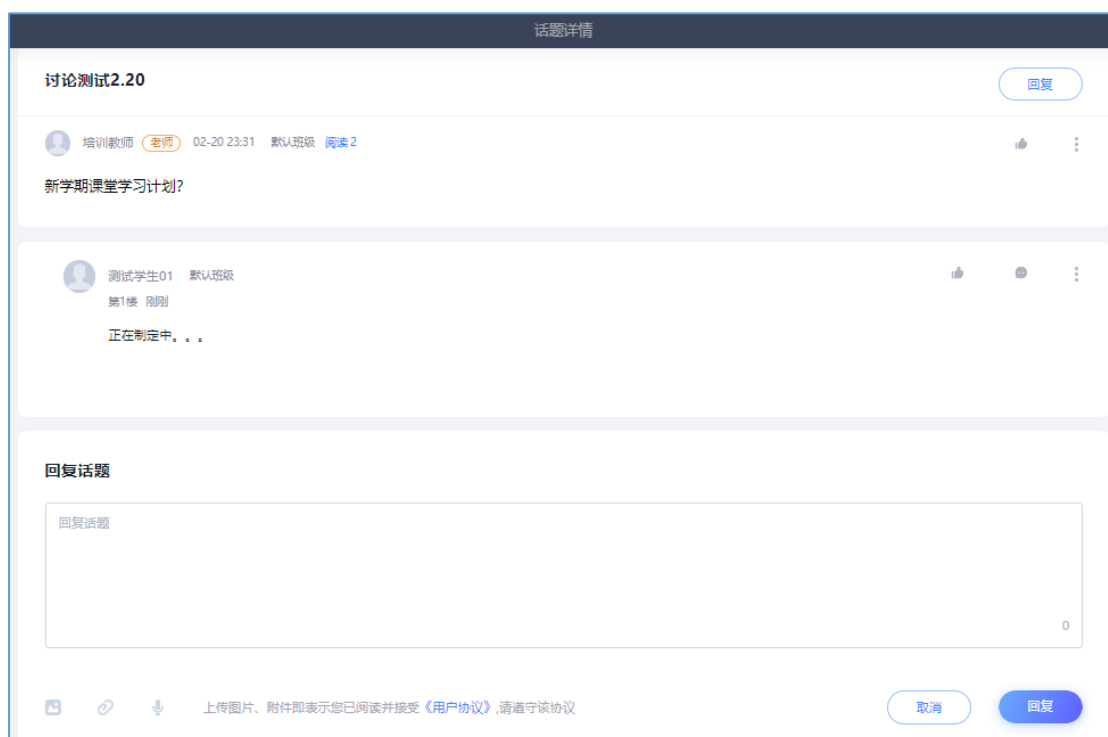 话题详情
讨论测试2.20
回复
培训教师 老师 02-20 23:31 默认班级 阅读 2
新学期课堂学习计划?
测试学生01 默认班级
第1楼 刚刚
正在制定中。。。
回复话题
回复话题
0
上传图片、附件即表示您已阅读并接受《用户协议》,请遵守该协议
取消
回复